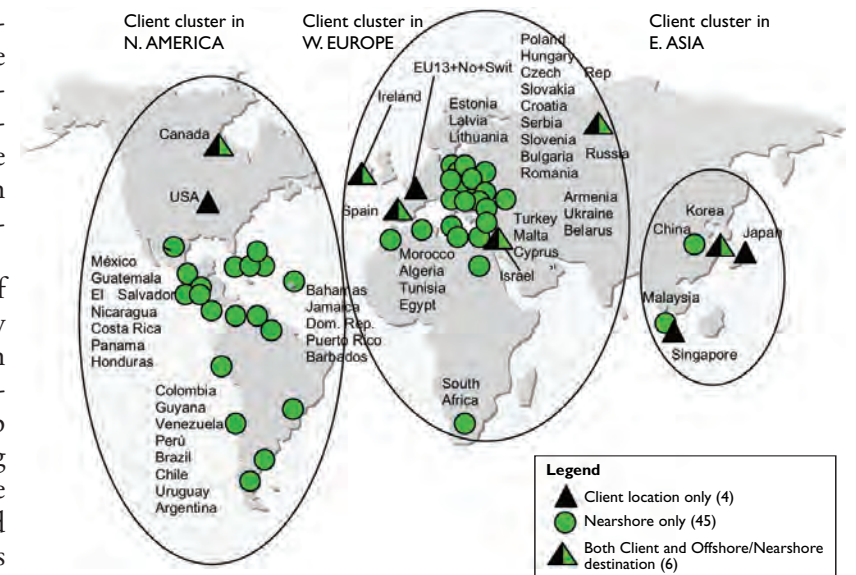 Client cluster in
N. AMERICA
Client cluster in
W. EUROPE
Client cluster in
E. ASIA
Canada
USA
México
Guatemala
El Salvador
Nicaragua
Costa Rica
Panama
Honduras
Bahamas
Jamaica
Dom. Rep.
Puerto Rico
Barbados
Colombia
Guyana
Venezuela
Perú
Brazil
Chile
Uruguay
Argentina
EU13+No+Swit
Ireland
Spain
Estonia
Latvia
Lithuania
Poland
Hungary
Czech Rep
Slovakia
Croatia
Serbia
Slovenia
Bulgaria
Romania
Russia
Armenia
Ukraine
Belarus
Turkey
Malta
Cyprus
Israel
Morocco
Algeria
Tunisia
Egypt
South
Africa
Korea
China
Japan
Malaysia
Singapore
Legend
Client location only (4)
Nearshore only (45)
Both Client and Offshore/Nearshore
destination (6)